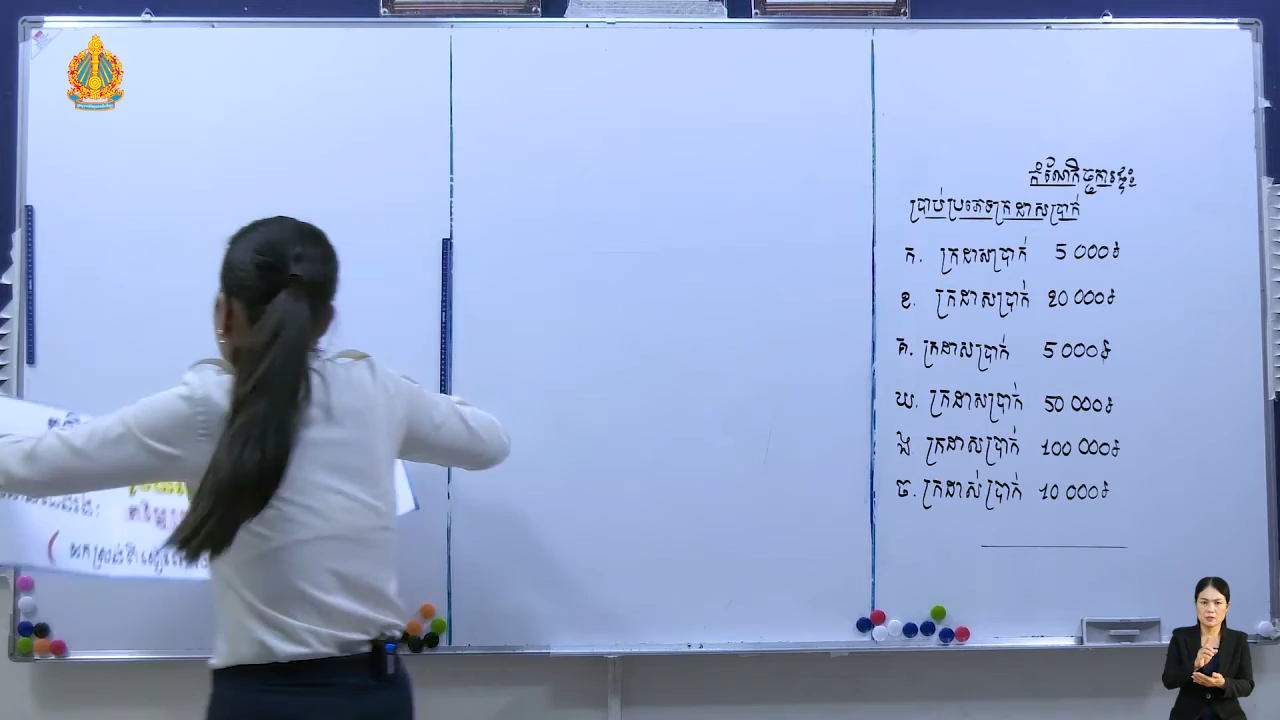 កំណែកិច្ចការផ្ទះ
ប្រាប់ប្រភេទក្រដាសប្រាក់
ក. ក្រដាសប្រាក់ 5 000៛
ខ. ក្រដាសប្រាក់ 20 000៛
គ. ក្រដាសប្រាក់ 5 000៛
ឃ. ក្រដាសប្រាក់ 50 000៛
ង ក្រដាសប្រាក់ 100 000៛
ច. ក្រដាស់ប្រាក់ 10 000៛